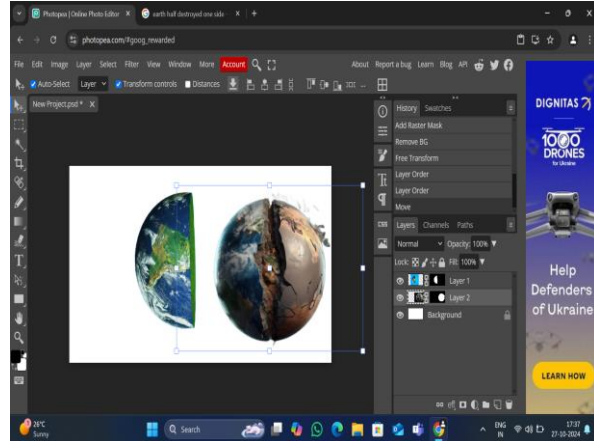 Photopea | Online Photo Editor
earth half destroyed one side
photopea.com/#goog_rewarded
File Edit Image Layer Select Filter View Window More Account
About Report a bug Learn Blog API
Auto-Select Layer Transform controls Distances
New Project.psd *
History Swatches
Add Raster Mask
Remove BG
Free Transform
Layer Order
Layer Order
Move
CSS
Layers Channels Paths
Normal Opacity: 100%
Lock: Fill: 100%
Layer 1
Layer 2
Background
DIGNITAS
1000
DRONES
for Ukraine
Help
Defenders
of Ukraine
LEARN HOW
26°C
Sunny
Search
ENG
IN
17:37
27-10-2024